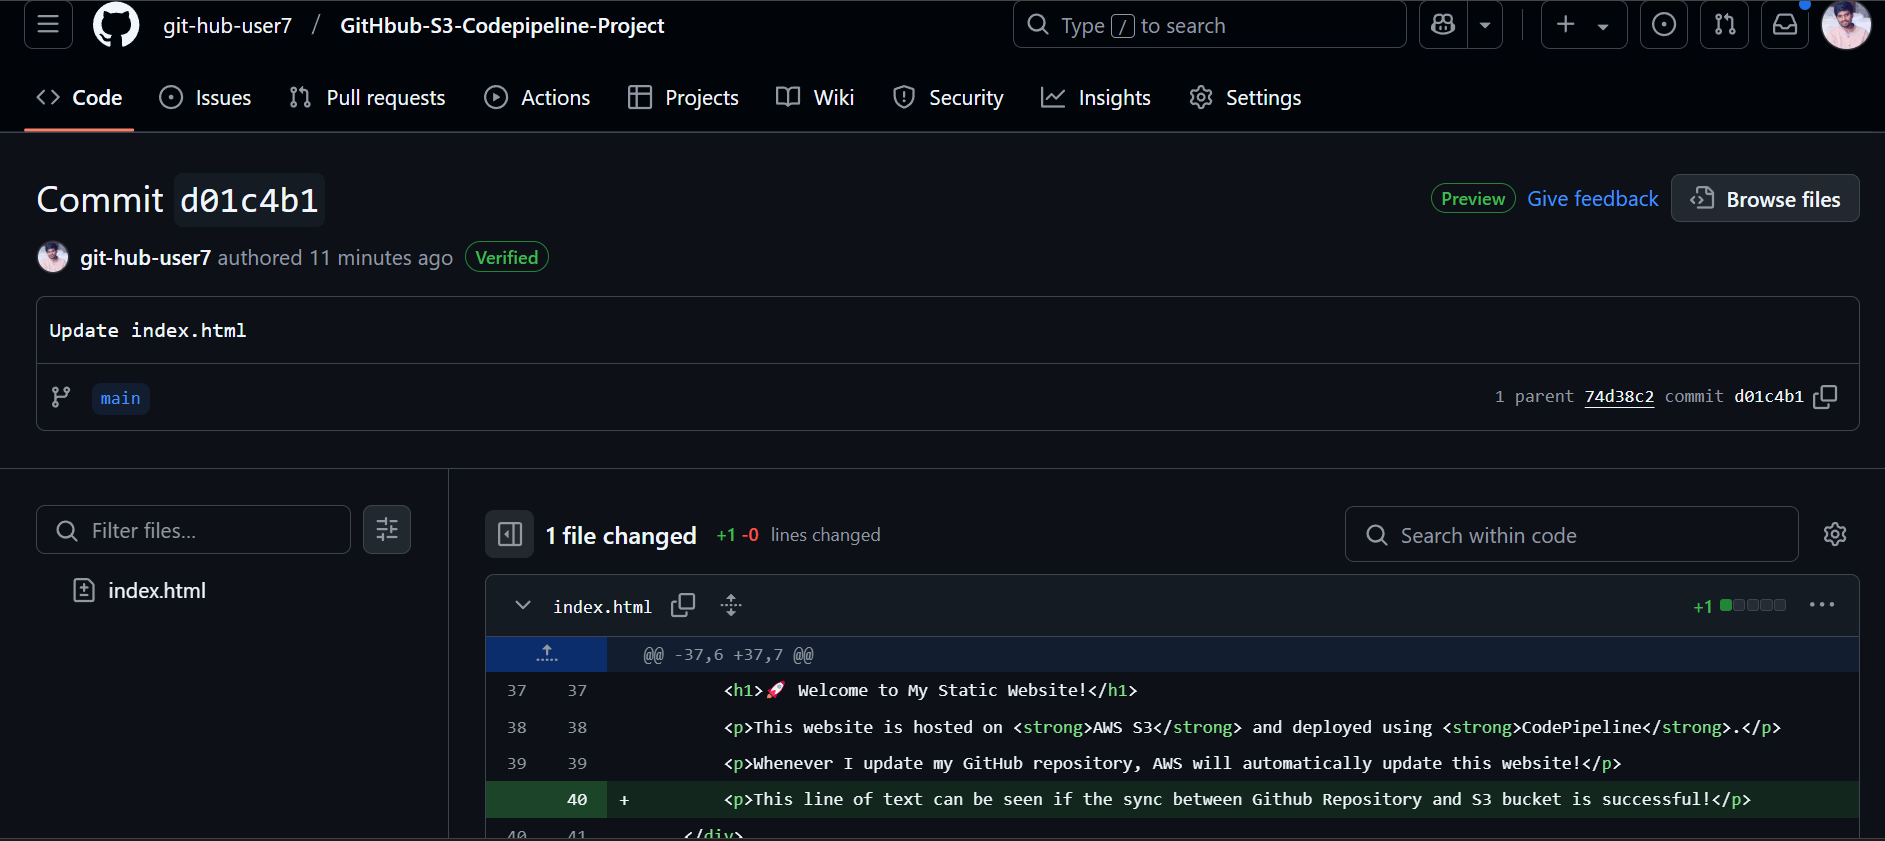 git-hub-user7 / GitHbub-S3-Codepipeline-Project
Type / to search
Code Issues Pull requests Actions Projects Wiki Security Insights Settings
Commit d01c4b1
Preview Give feedback Browse files
git-hub-user7 authored 11 minutes ago Verified
Update index.html
main 1 parent 74d38c2 commit d01c4b1
Filter files...
index.html
1 file changed +1 -0 lines changed
Search within code
index.html +1
@@ -37,6 +37,7 @@
37 37 <h1>🚀 Welcome to My Static Website!</h1>
38 38 <p>This website is hosted on <strong>AWS S3</strong> and deployed using <strong>CodePipeline</strong>.</p>
39 39 <p>Whenever I update my GitHub repository, AWS will automatically update this website!</p>
40 + <p>This line of text can be seen if the sync between Github Repository and S3 bucket is successful!</p>
40 41 </div>